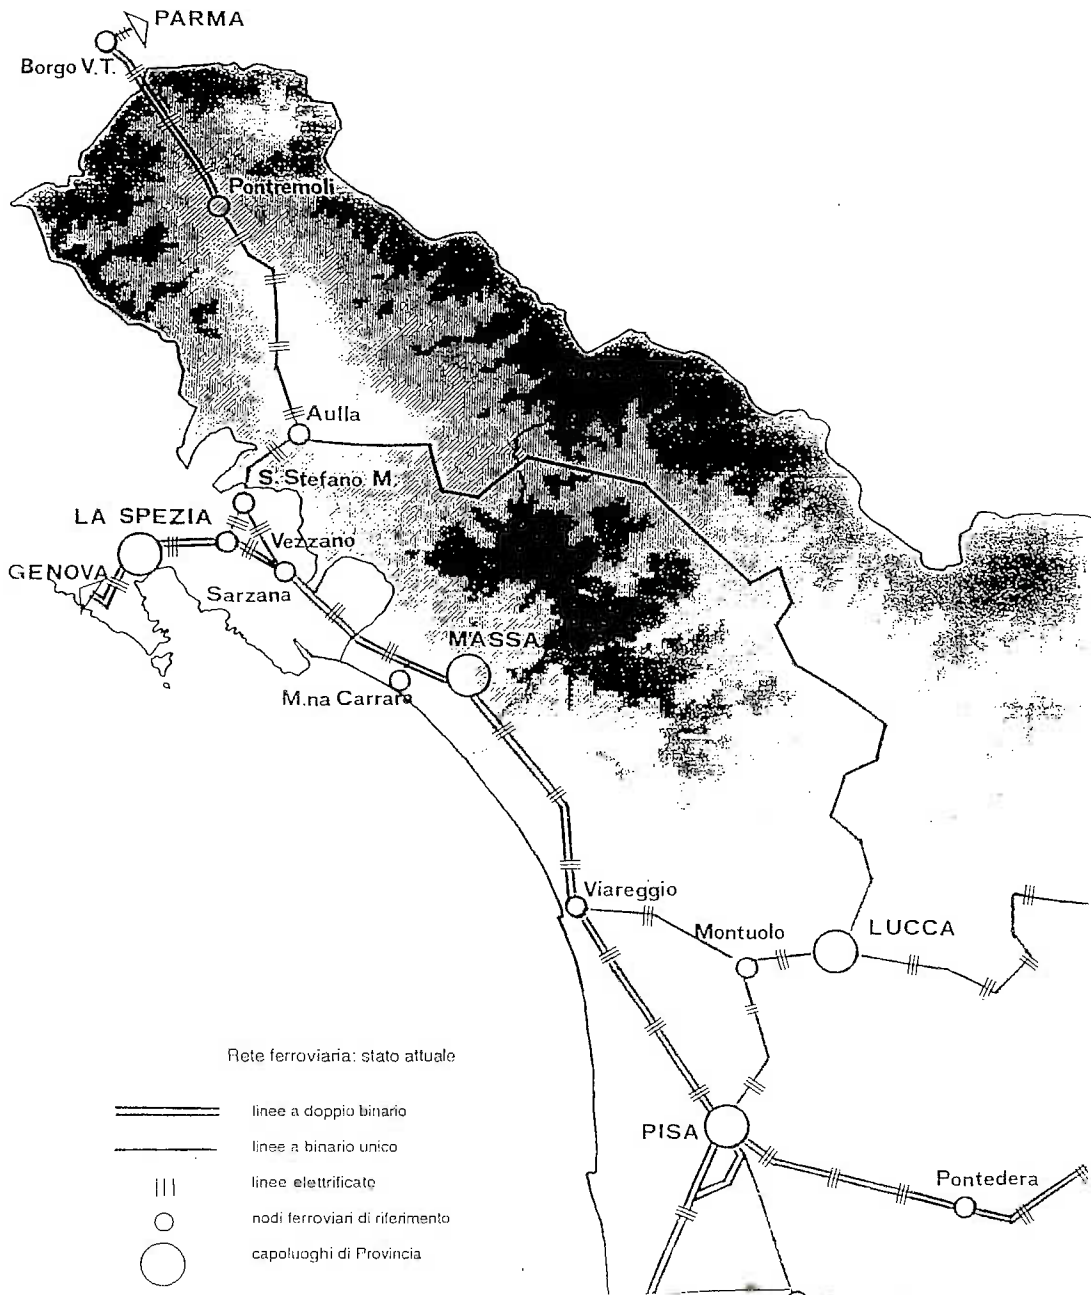 PARMA
Borgo V.T.
Pontremoli
Aulla
S. Stefano M.
LA SPEZIA
Vezzano
GENOVA
Sarzana
MASSA
M.na Carrara
Viareggio
Montuolo
LUCCA
PISA
Pontedera
Rete ferroviaria: stato attuale
linee a doppio binario
linee a binario unico
linee elettrificate
nodi ferroviari di riferimento
capoluoghi di Provincia